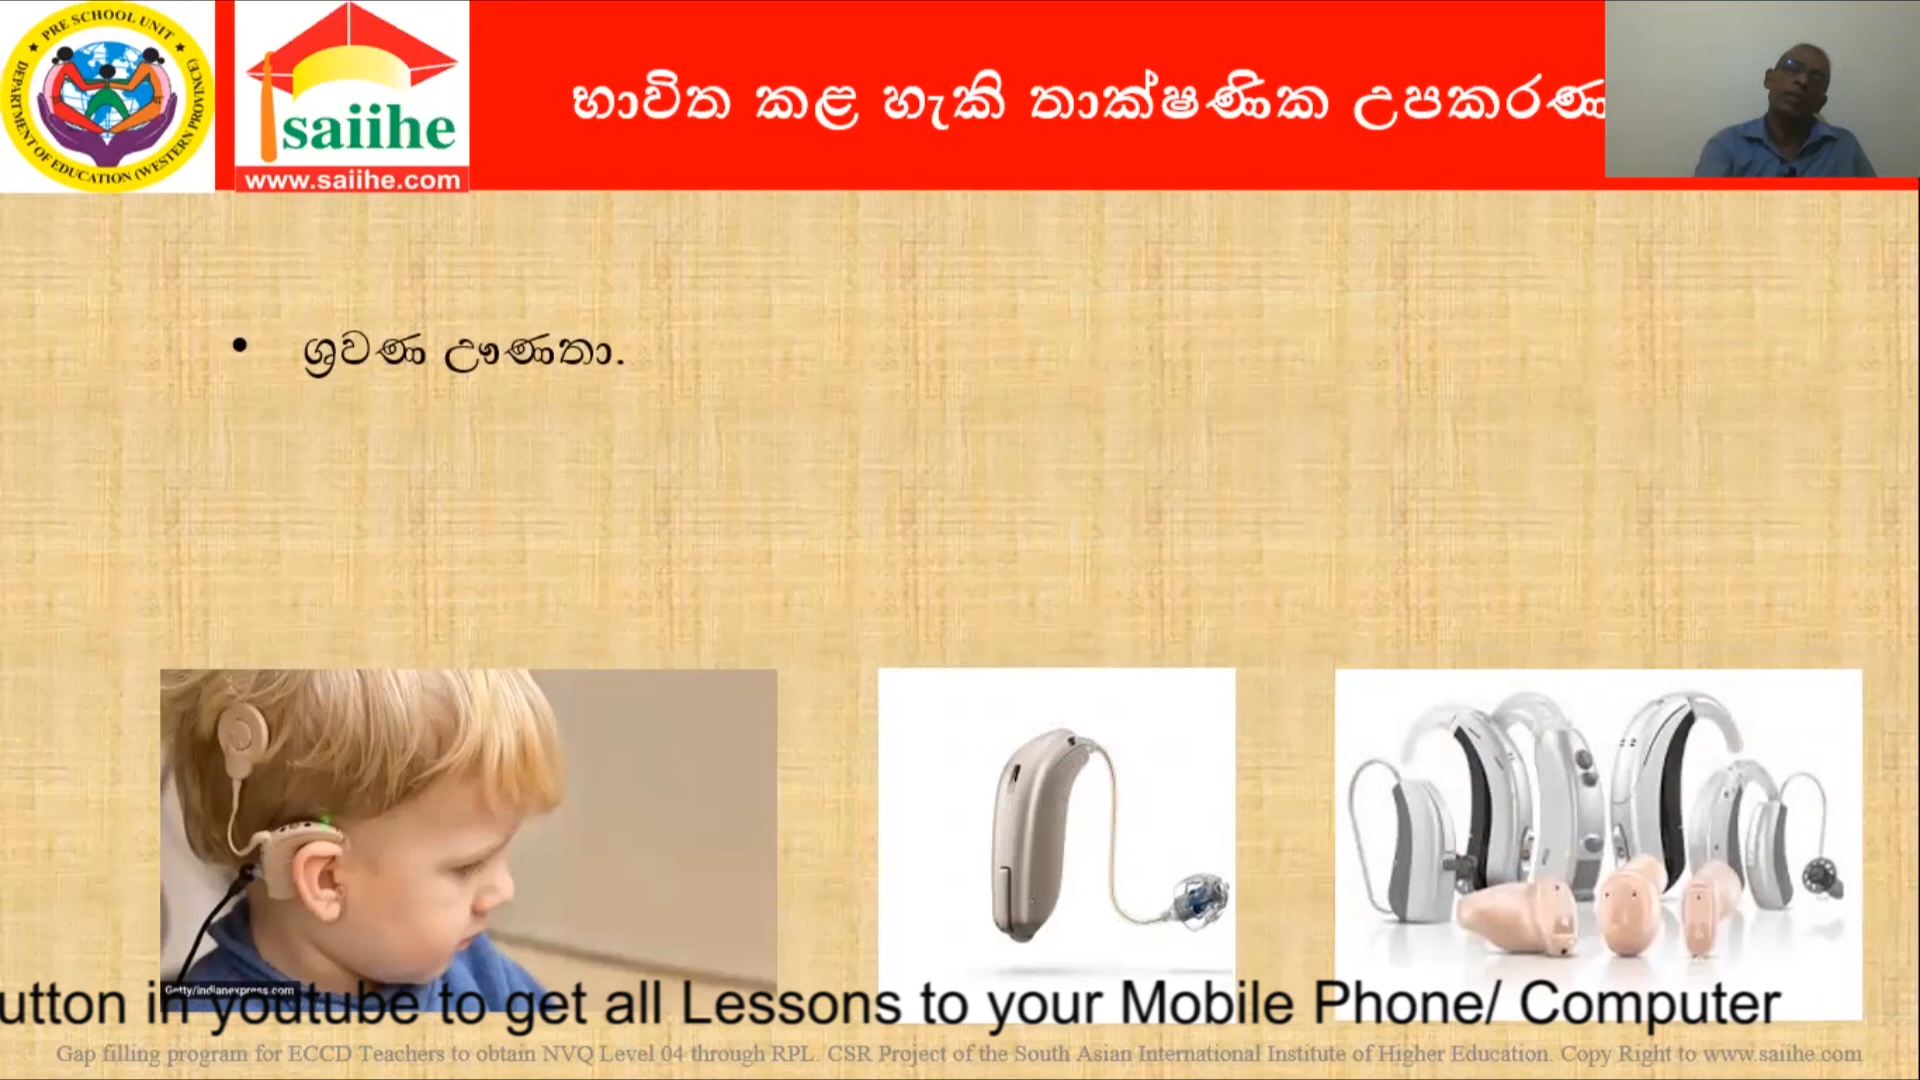 ★ PRE SCHOOL UNIT ★
DEPARTMENT OF EDUCATION (WESTERN PROVINCE)
saiihe
www.saiihe.com
භාවිත කළ හැකි තාක්ෂණික උපකරණ
• ශ්‍රවණ ඌණතා.
Getty/indianexpress.com
utton in youtube to get all Lessons to your Mobile Phone/ Computer
Gap filling program for ECCD Teachers to obtain NVQ Level 04 through RPL. CSR Project of the South Asian International Institute of Higher Education. Copy Right to www.saiihe.com